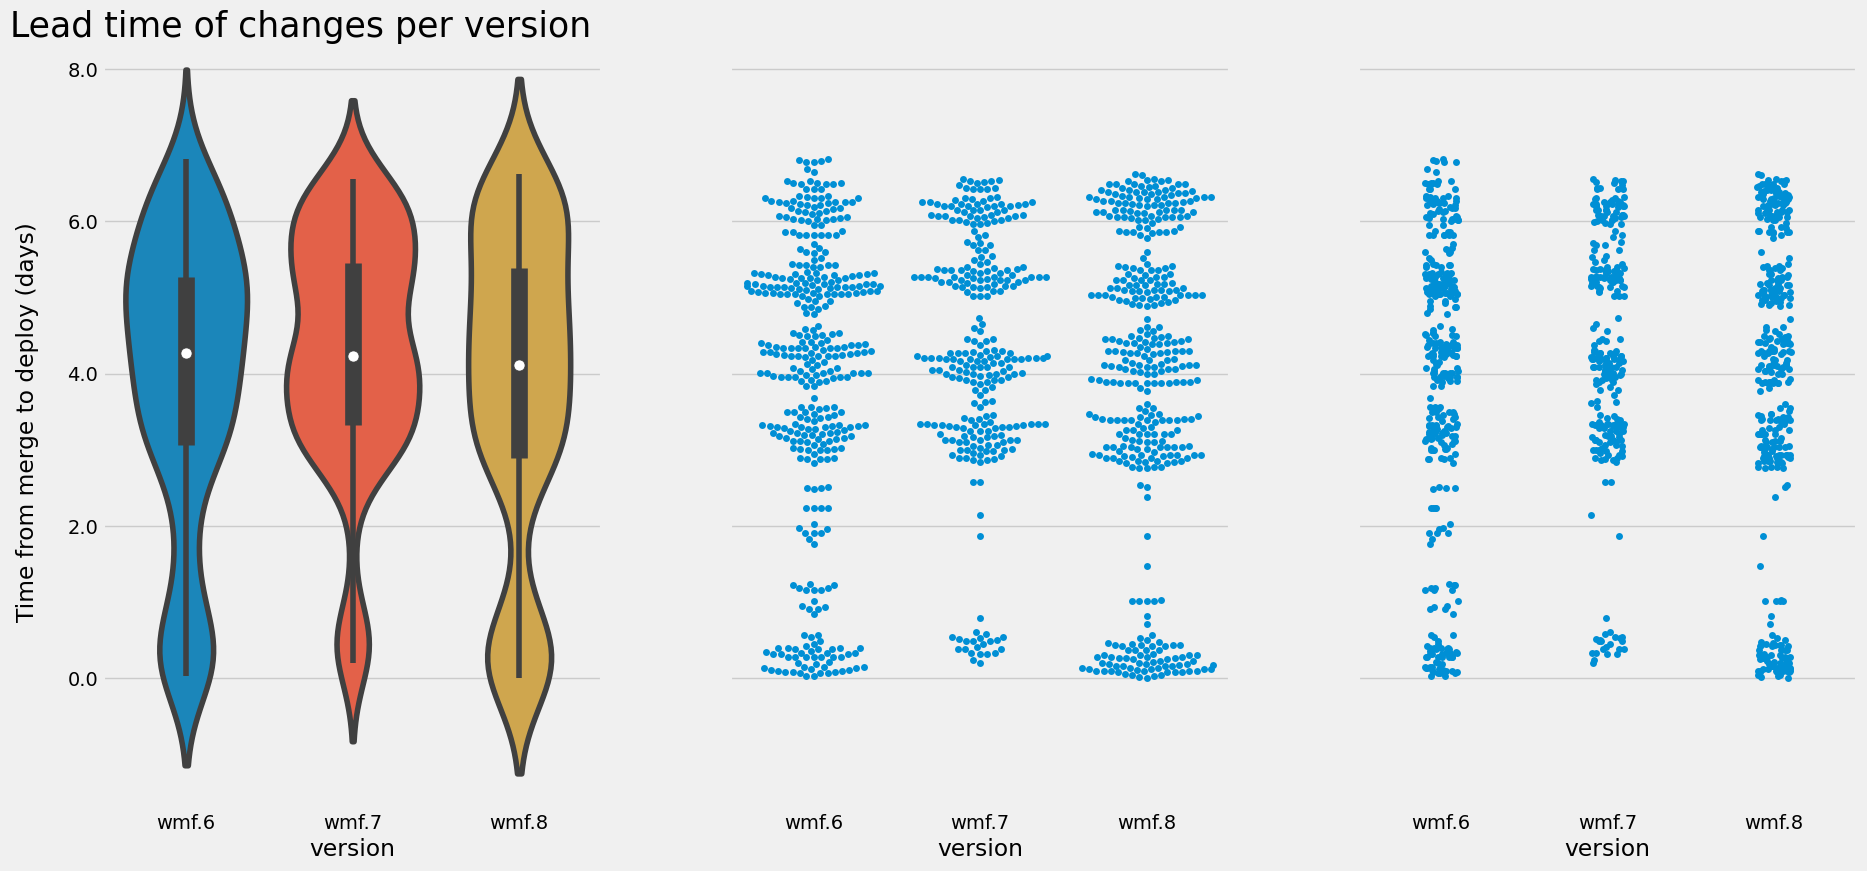 Lead time of changes per version
Time from merge to deploy (days)
8.0
6.0
4.0
2.0
0.0
wmf.6 wmf.7 wmf.8
version
wmf.6 wmf.7 wmf.8
version
wmf.6 wmf.7 wmf.8
version